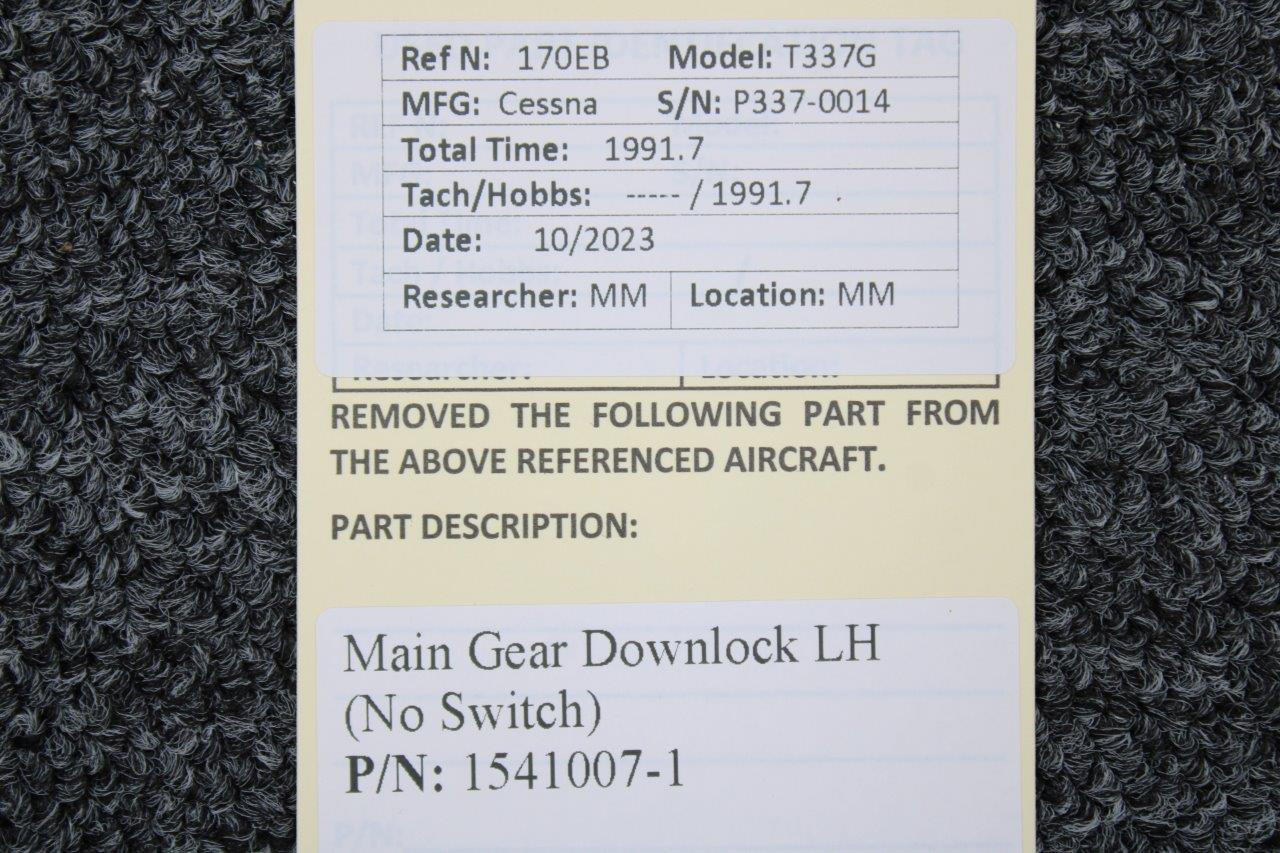 Ref N: 170EB Model: T337G
MFG: Cessna S/N: P337-0014
Total Time: 1991.7
Tach/Hobbs: ----- / 1991.7
Date: 10/2023
Researcher: MM Location: MM
Researcher: Location:
REMOVED THE FOLLOWING PART FROM
THE ABOVE REFERENCED AIRCRAFT.
PART DESCRIPTION:
Main Gear Downlock LH
(No Switch)
P/N: 1541007-1
P/N: